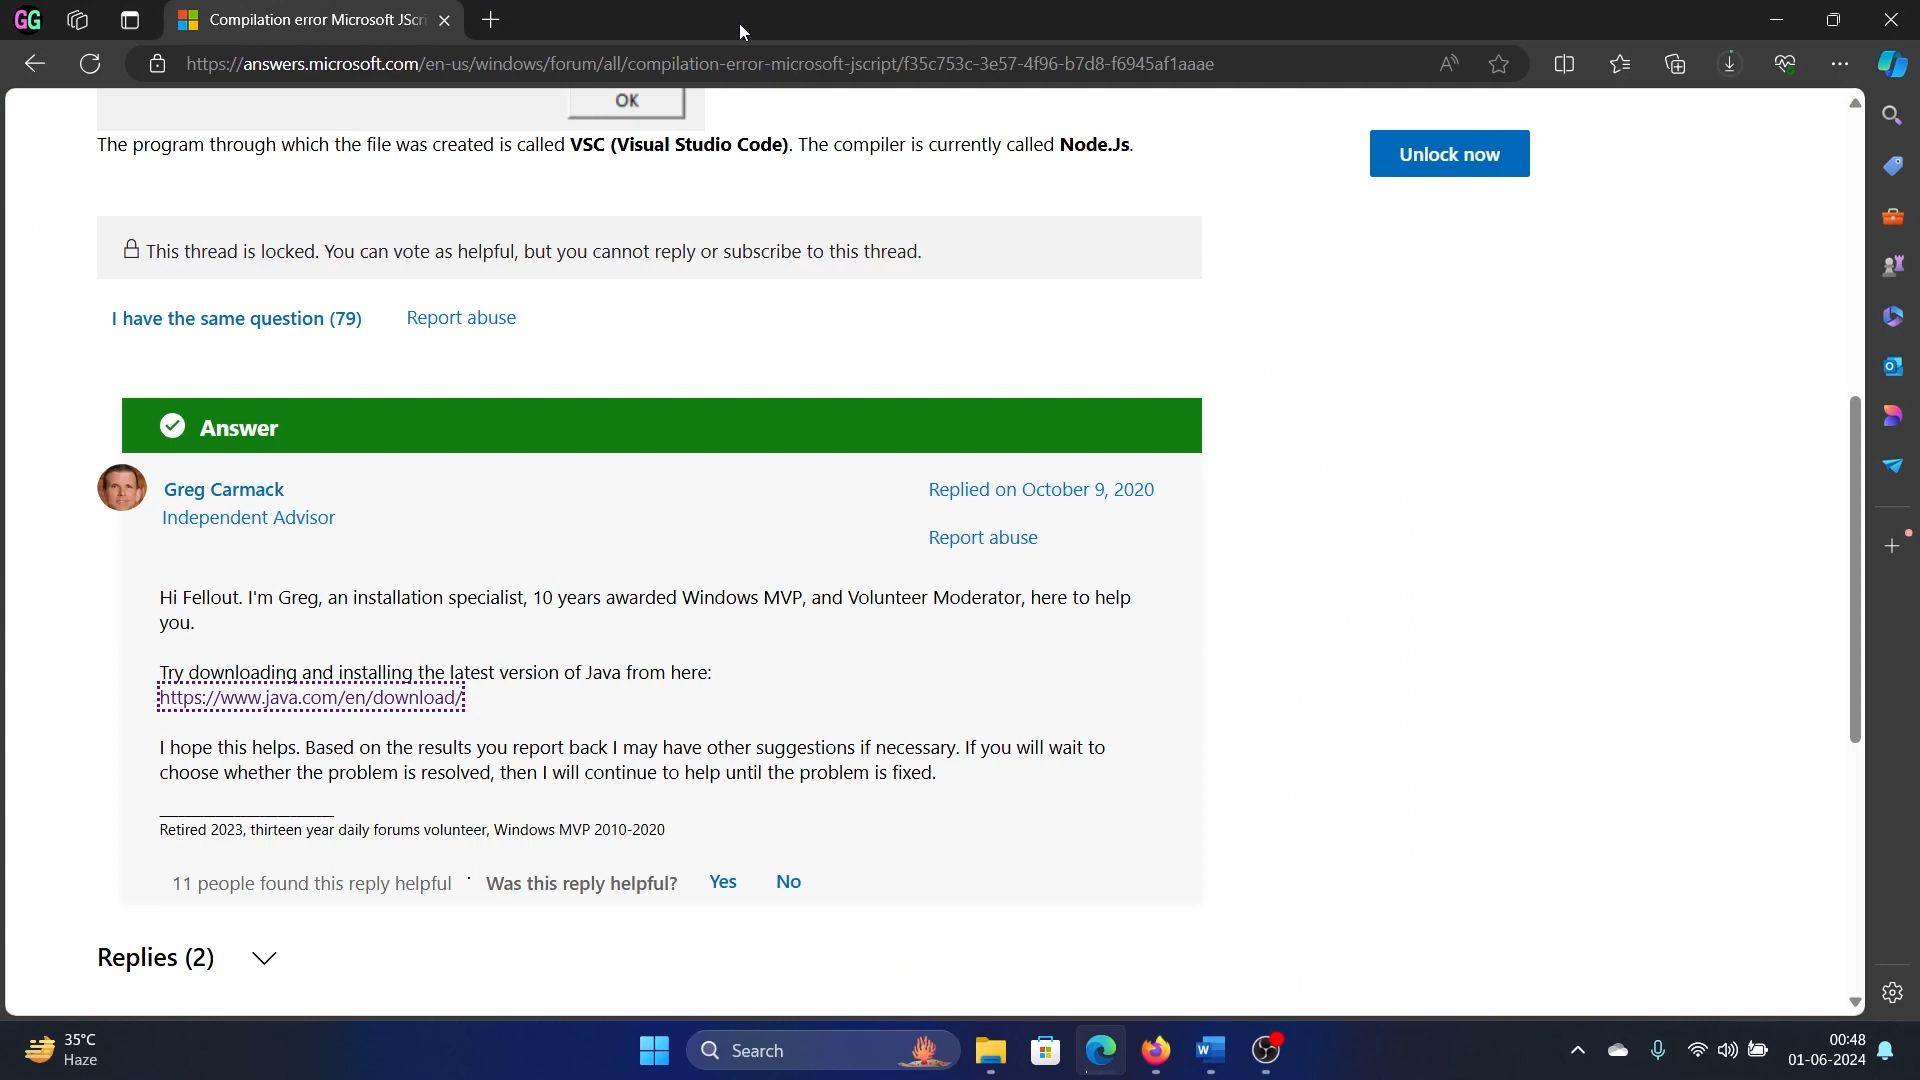 GG
Compilation error Microsoft JScri
https://answers.microsoft.com/en-us/windows/forum/all/compilation-error-microsoft-jscript/f35c753c-3e57-4f96-b7d8-f6945af1aaae
OK
The program through which the file was created is called VSC (Visual Studio Code). The compiler is currently called Node.Js.
Unlock now
This thread is locked. You can vote as helpful, but you cannot reply or subscribe to this thread.
I have the same question (79)
Report abuse
Answer
Greg Carmack
Replied on October 9, 2020
Independent Advisor
Report abuse
Hi Fellout. I'm Greg, an installation specialist, 10 years awarded Windows MVP, and Volunteer Moderator, here to help
you.
Try downloading and installing the latest version of Java from here:
https://www.java.com/en/download/
I hope this helps. Based on the results you report back I may have other suggestions if necessary. If you will wait to
choose whether the problem is resolved, then I will continue to help until the problem is fixed.
Retired 2023, thirteen year daily forums volunteer, Windows MVP 2010-2020
11 people found this reply helpful · Was this reply helpful? Yes No
Replies (2)
35°C
Haze
Search
00:48
01-06-2024